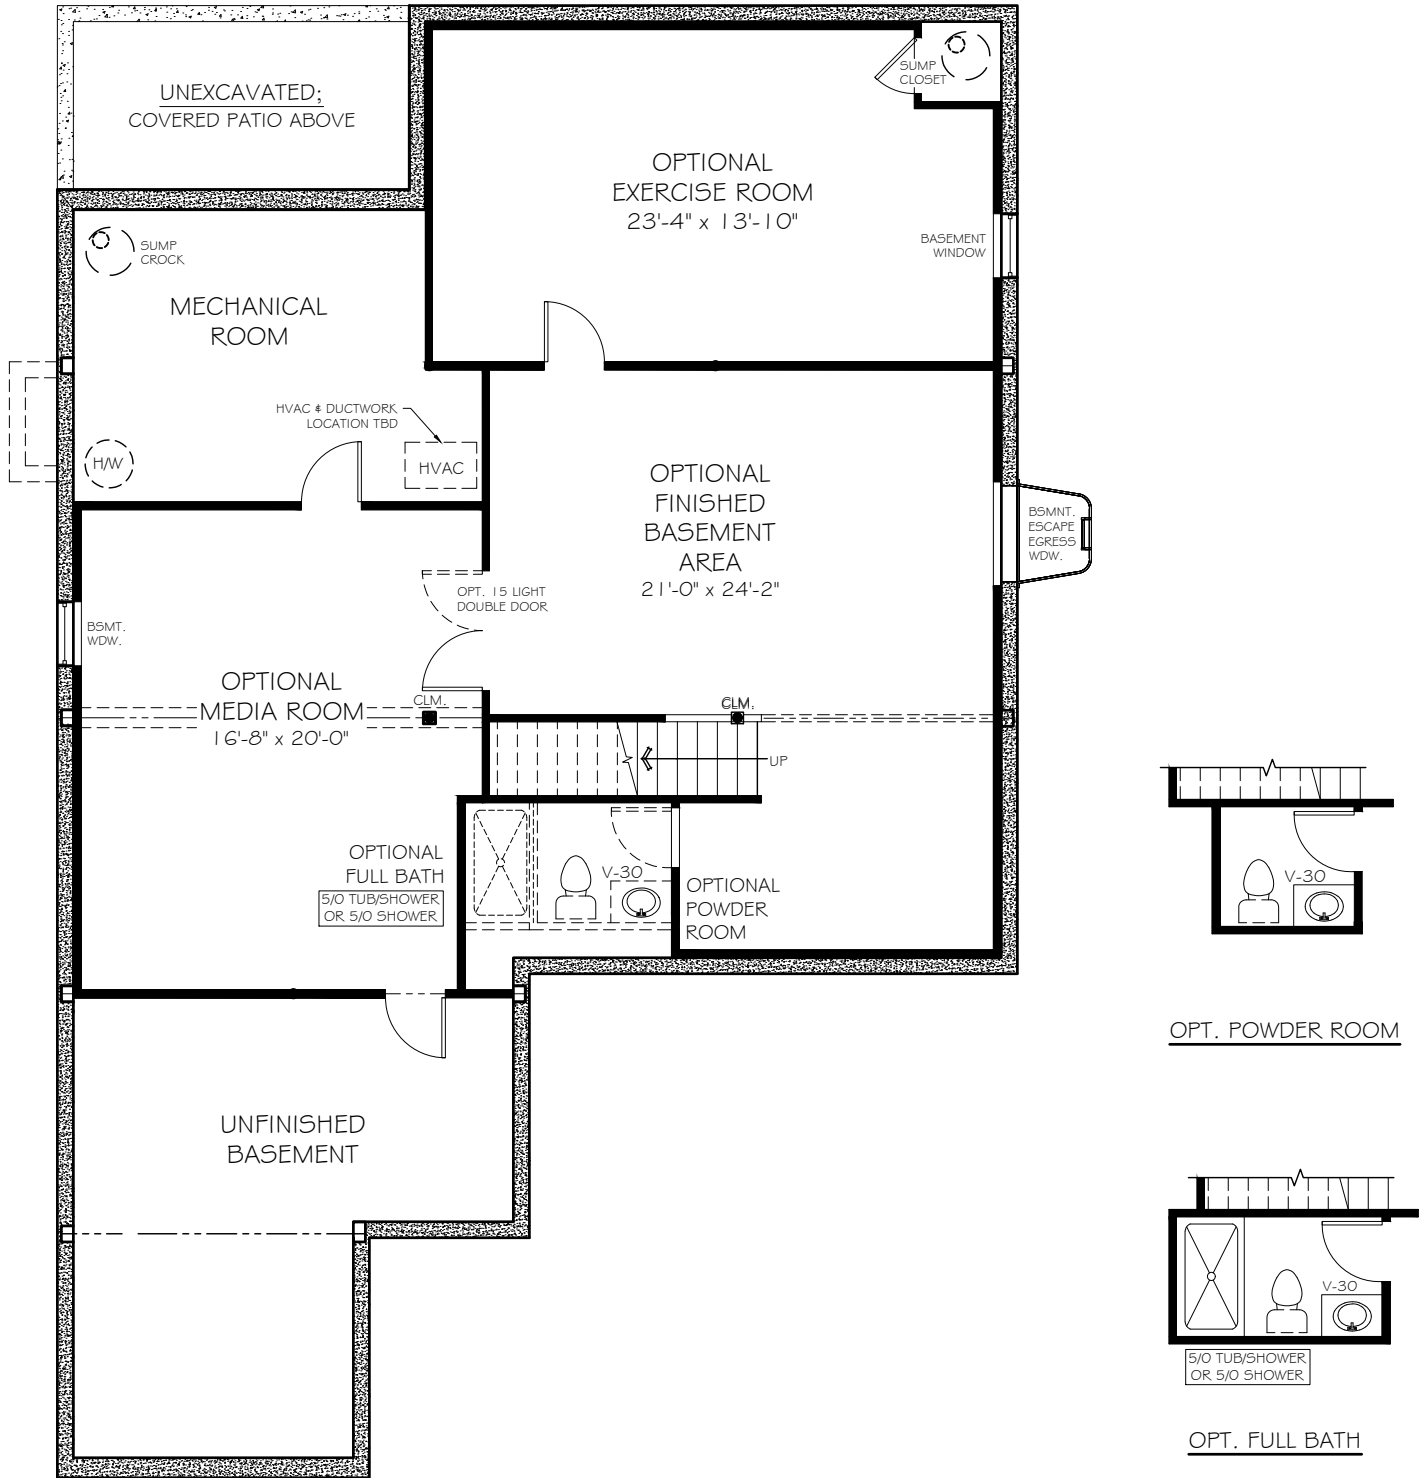 UNEXCAVATED;
COVERED PATIO ABOVE
SUMP
CLOSET
OPTIONAL
EXERCISE ROOM
23'-4" x 13'-10"
BASEMENT
WINDOW
SUMP
CROCK
MECHANICAL
ROOM
HVAC & DUCTWORK
LOCATION TBD
H/W
HVAC
OPTIONAL
FINISHED
BASEMENT
AREA
21'-0" x 24'-2"
BSMNT.
ESCAPE
EGRESS
WDW.
OPT. 15 LIGHT
DOUBLE DOOR
BSMT.
WDW.
OPTIONAL
MEDIA ROOM
16'-8" x 20'-0"
CLM.
CLM.
UP
OPTIONAL
FULL BATH
5/0 TUB/SHOWER
OR 5/0 SHOWER
V-30
OPTIONAL
POWDER
ROOM
UNFINISHED
BASEMENT
V-30
OPT. POWDER ROOM
V-30
5/0 TUB/SHOWER
OR 5/0 SHOWER
OPT. FULL BATH